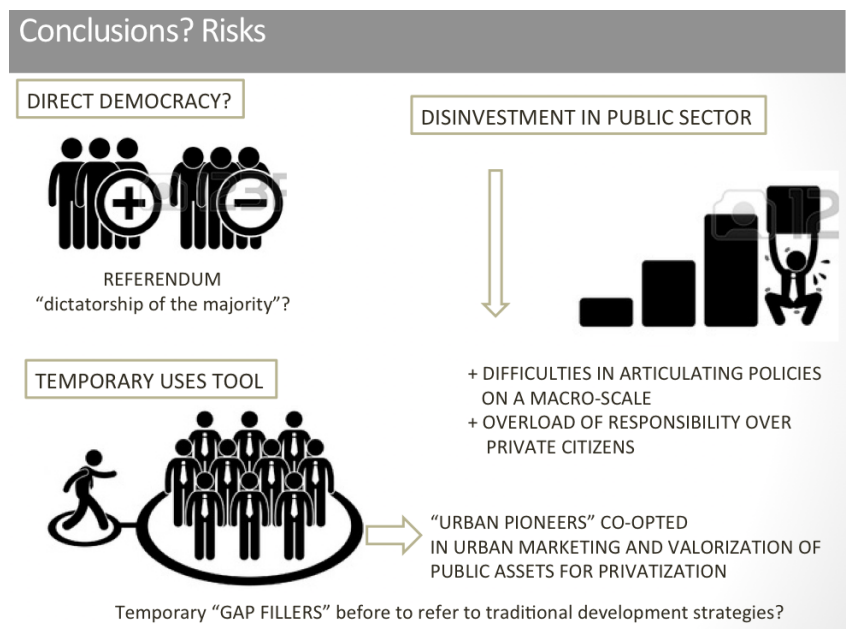 Conclusions? Risks
DIRECT DEMOCRACY?
REFERENDUM
“dictatorship of the majority”?
DISINVESTMENT IN PUBLIC SECTOR
+ DIFFICULTIES IN ARTICULATING POLICIES
ON A MACRO-SCALE
+ OVERLOAD OF RESPONSIBILITY OVER
PRIVATE CITIZENS
TEMPORARY USES TOOL
“URBAN PIONEERS” CO-OPTED
IN URBAN MARKETING AND VALORIZATION OF
PUBLIC ASSETS FOR PRIVATIZATION
Temporary “GAP FILLERS” before to refer to traditional development strategies?